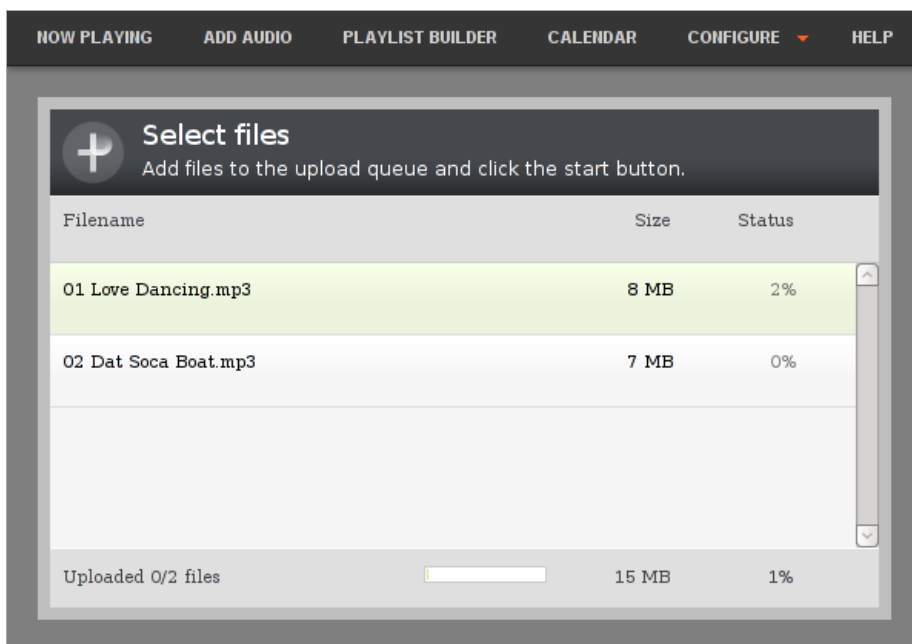 NOW PLAYING ADD AUDIO PLAYLIST BUILDER CALENDAR CONFIGURE HELP
Select files
Add files to the upload queue and click the start button.
Filename Size Status
01 Love Dancing.mp3 8 MB 2%
02 Dat Soca Boat.mp3 7 MB 0%
Uploaded 0/2 files 15 MB 1%